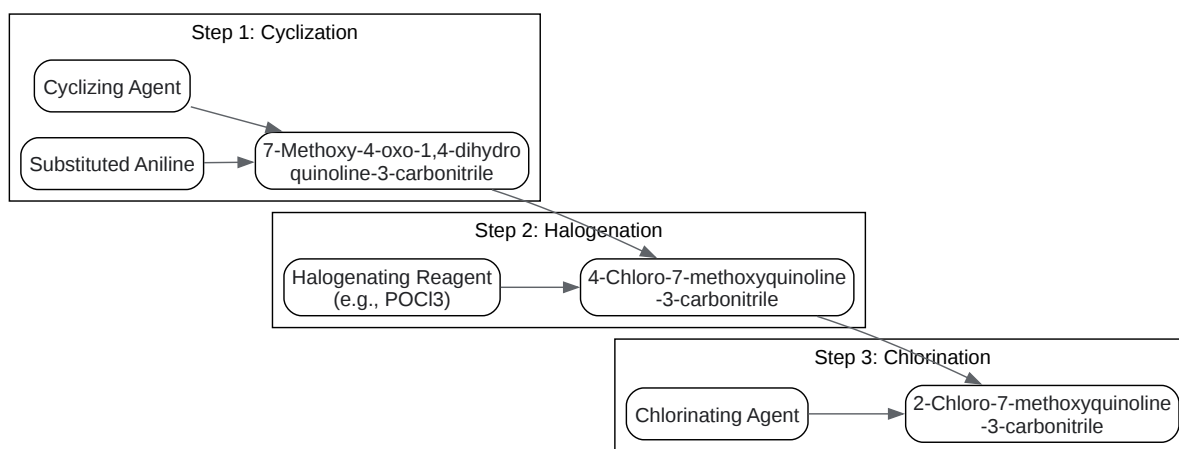 Step 1: Cyclization
Cyclizing Agent
Substituted Aniline
7-Methoxy-4-oxo-1,4-dihydro
quinoline-3-carbonitrile
Step 2: Halogenation
Halogenating Reagent
(e.g., POCl3)
4-Chloro-7-methoxyquinoline
-3-carbonitrile
Step 3: Chlorination
Chlorinating Agent
2-Chloro-7-methoxyquinoline
-3-carbonitrile